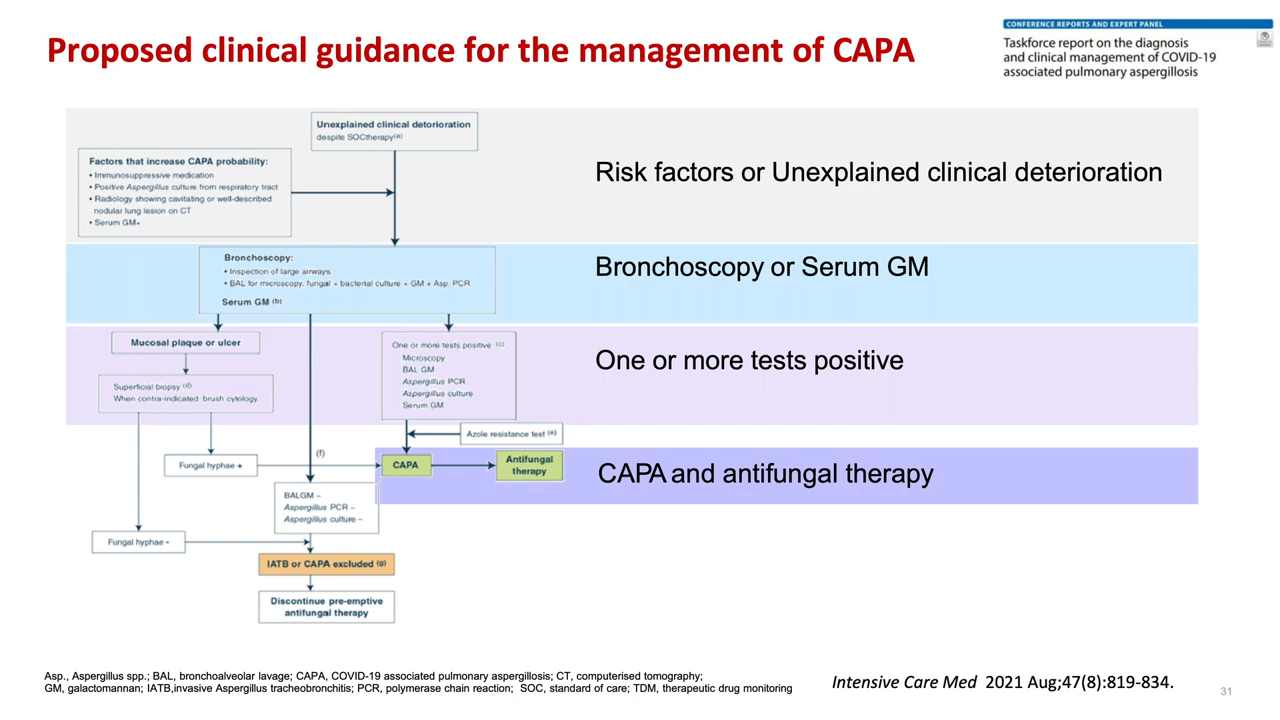 Proposed clinical guidance for the management of CAPA
CONFERENCE REPORTS AND EXPERT PANEL
Taskforce report on the diagnosis
and clinical management of COVID-19
associated pulmonary aspergillosis
Unexplained clinical detorioration
despite SOCtherapy(a)
Factors that increase CAPA probability:
• Immunosuppressive medication
• Positive Aspergillus culture from respiratory tract
• Radiology showing cavitating or well-described
nodular lung lesion on CT
• Serum GM+
Risk factors or Unexplained clinical deterioration
Bronchoscopy:
• Inspection of large airways
• BAL for microscopy, fungal + bacterial culture + GM + Asp. PCR
Serum GM (b)
Bronchoscopy or Serum GM
Mucosal plaque or ulcer
Superficial biopsy (d)
When contra-indicated: brush cytology
One or more tests positive (c)
Microscopy
BAL GM
Aspergillus PCR
Aspergillus culture
Serum GM
One or more tests positive
Azole resistance test (e)
Fungal hyphae +
(f)
CAPA
Antifungal
therapy
CAPA and antifungal therapy
BALGM –
Aspergillus PCR –
Aspergillus culture –
Fungal hyphae -
IATB or CAPA excluded (g)
Discontinue pre-emptive
antifungal therapy
Asp., Aspergillus spp.; BAL, bronchoalveolar lavage; CAPA, COVID-19 associated pulmonary aspergillosis; CT, computerised tomography;
GM, galactomannan; IATB,invasive Aspergillus tracheobronchitis; PCR, polymerase chain reaction; SOC, standard of care; TDM, therapeutic drug monitoring
Intensive Care Med 2021 Aug;47(8):819-834.
31